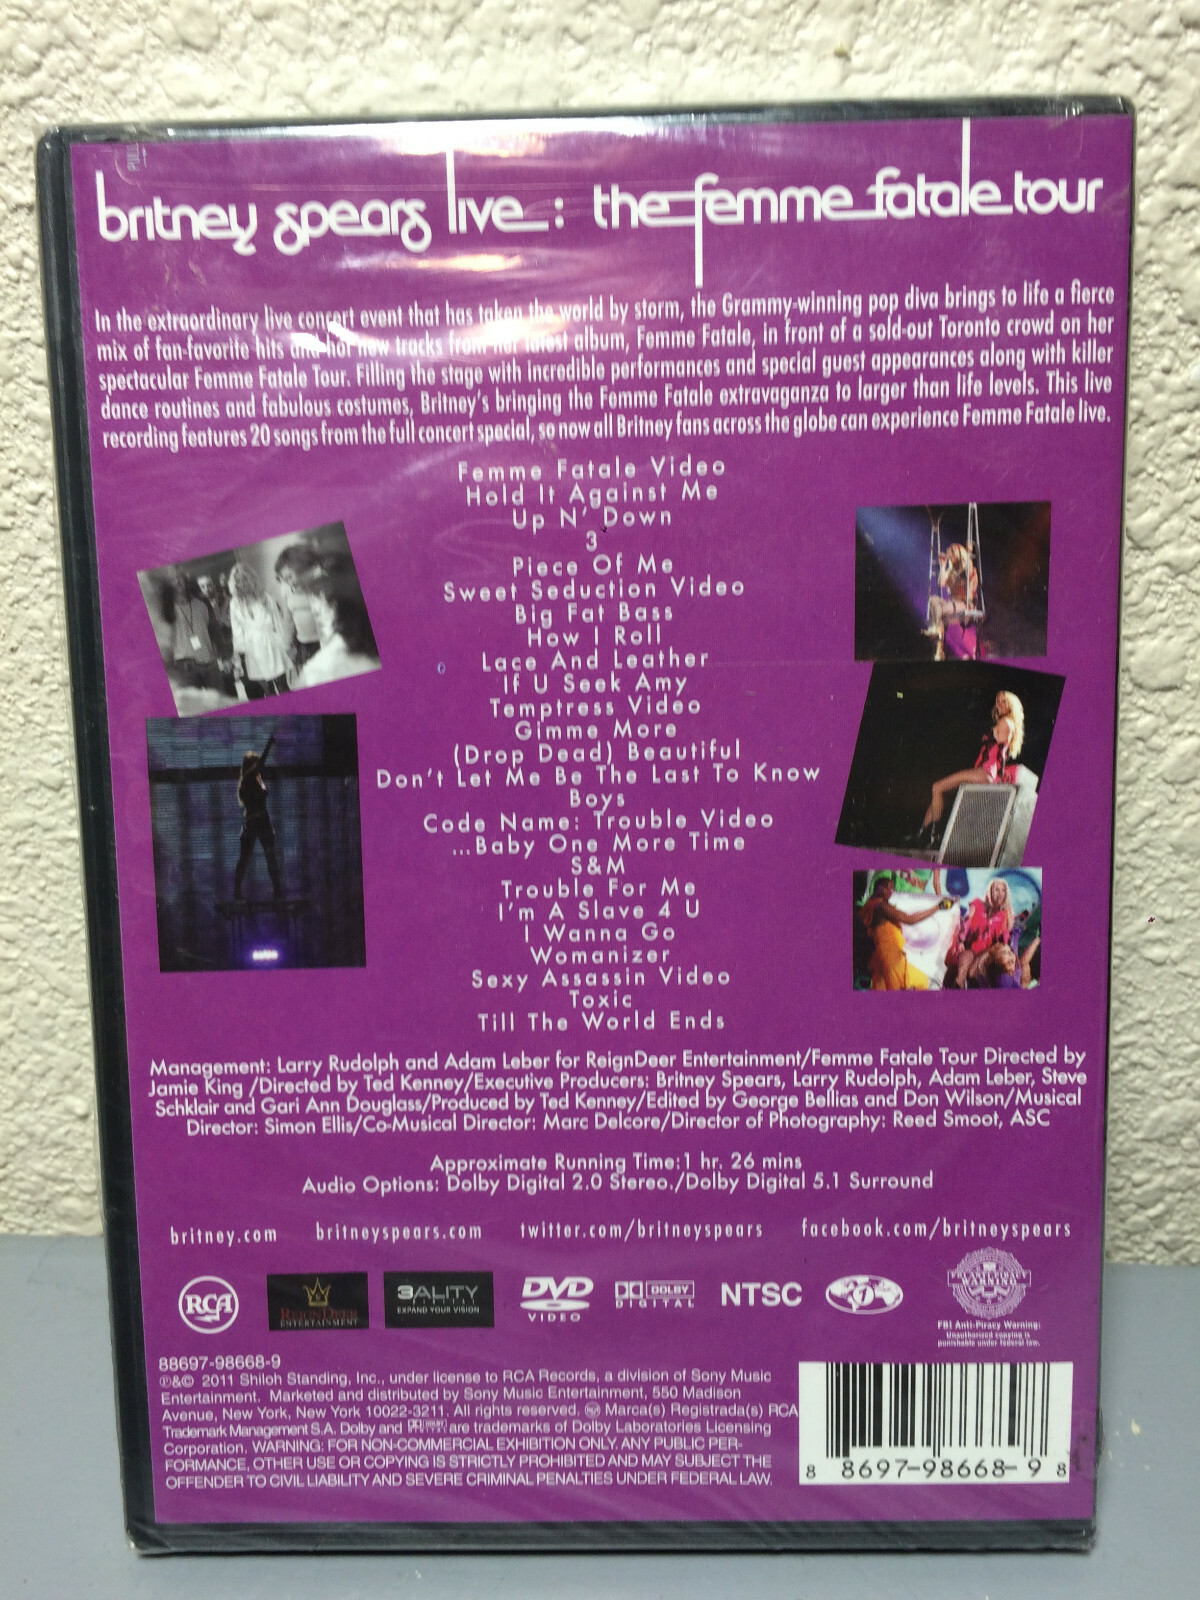 PULL
britney spears live: the femme fatale tour
In the extraordinary live concert event that has taken the world by storm, the Grammy-winning pop diva brings to life a fierce
mix of fan-favorite hits and hot new tracks from her latest album, Femme Fatale, in front of a sold-out Toronto crowd on her
spectacular Femme Fatale Tour. Filling the stage with incredible performances and special guest appearances along with killer
dance routines and fabulous costumes, Britney's bringing the Femme Fatale extravaganza to larger than life levels. This live
recording features 20 songs from the full concert special, so now all Britney fans across the globe can experience Femme Fatale live.
Femme Fatale Video
Hold It Against Me
Up N' Down
3
Piece Of Me
Sweet Seduction Video
Big Fat Bass
How I Roll
Lace And Leather
If U Seek Amy
Temptress Video
Gimme More
(Drop Dead) Beautiful
Don't Let Me Be The Last To Know
Boys
Code Name: Trouble Video
...Baby One More Time
S&M
Trouble For Me
I'm A Slave 4 U
I Wanna Go
Womanizer
Sexy Assassin Video
Toxic
Till The World Ends
Management: Larry Rudolph and Adam Leber for ReignDeer Entertainment/Femme Fatale Tour Directed by
Jamie King /Directed by Ted Kenney/Executive Producers: Britney Spears, Larry Rudolph, Adam Leber, Steve
Schklair and Gari Ann Douglass/Produced by Ted Kenney/Edited by George Bellias and Don Wilson/Musical
Director: Simon Ellis/Co-Musical Director: Marc Delcore/Director of Photography: Reed Smoot, ASC
Approximate Running Time:1 hr. 26 mins
Audio Options: Dolby Digital 2.0 Stereo./Dolby Digital 5.1 Surround
britney.com britneyspears.com twitter.com/britneyspears facebook.com/britneyspears
RCA
REIGNDEER
ENTERTAINMENT
3ALITY
EXPAND YOUR VISION
DVD
VIDEO
DOLBY
DIGITAL
NTSC
1
FBI ANTI-PIRACY
WARNING
FBI Anti-Piracy Warning:
Unauthorized copying is
punishable under federal law.
88697-98668-9
℗&© 2011 Shiloh Standing, Inc., under license to RCA Records, a division of Sony Music
Entertainment. Marketed and distributed by Sony Music Entertainment, 550 Madison
Avenue, New York, New York 10022-3211. All rights reserved. Marca(s) Registrada(s) RCA
Trademark Management S.A. Dolby and are trademarks of Dolby Laboratories Licensing
Corporation. WARNING: FOR NON-COMMERCIAL EXHIBITION ONLY. ANY PUBLIC PER-
FORMANCE, OTHER USE OR COPYING IS STRICTLY PROHIBITED AND MAY SUBJECT THE
OFFENDER TO CIVIL LIABILITY AND SEVERE CRIMINAL PENALTIES UNDER FEDERAL LAW.
8 8697-98668-9 8